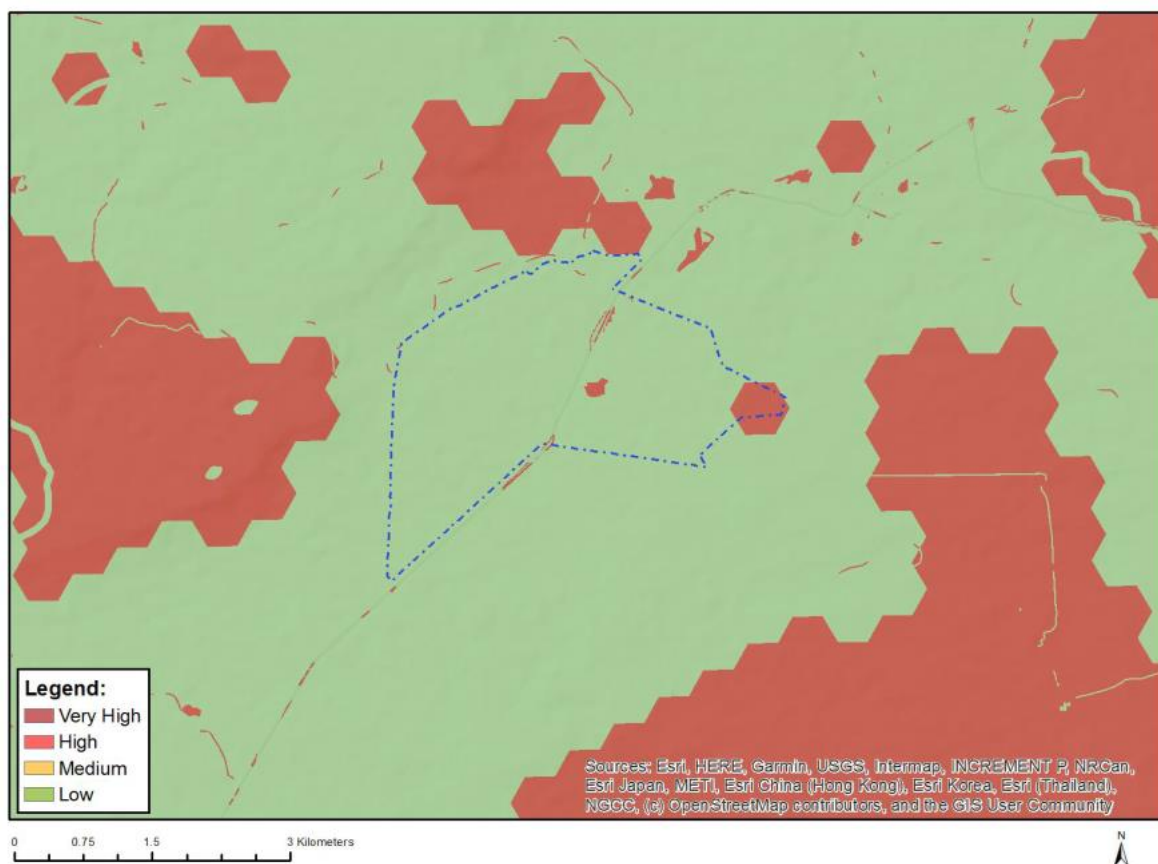 Legend:
Very High
High
Medium
Low
Sources: Esri, HERE, Garmin, USGS, Intermap, INCREMENT P, NRCan,
Esri Japan, METI, Esri China (Hong Kong), Esri Korea, Esri (Thailand),
NGCC, (c) OpenStreetMap contributors, and the GIS User Community
0 0.75 1.5 3 Kilometers
N